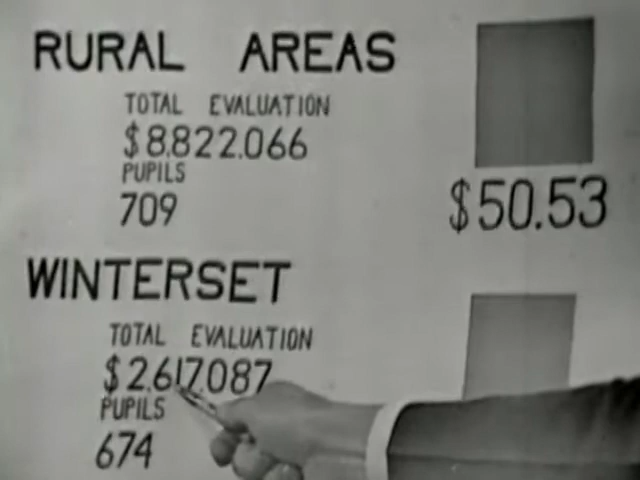 RURAL AREAS
TOTAL EVALUATION
$8,822.066
PUPILS
709
$50.53
WINTERSET
TOTAL EVALUATION
$2.617.087
PUPILS
674